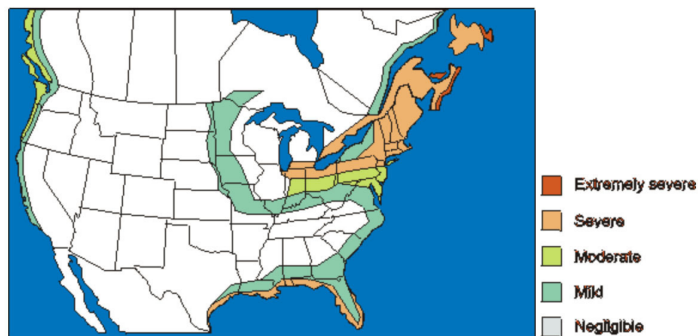 Extremely severe
Severe
Moderate
Mild
Negligible